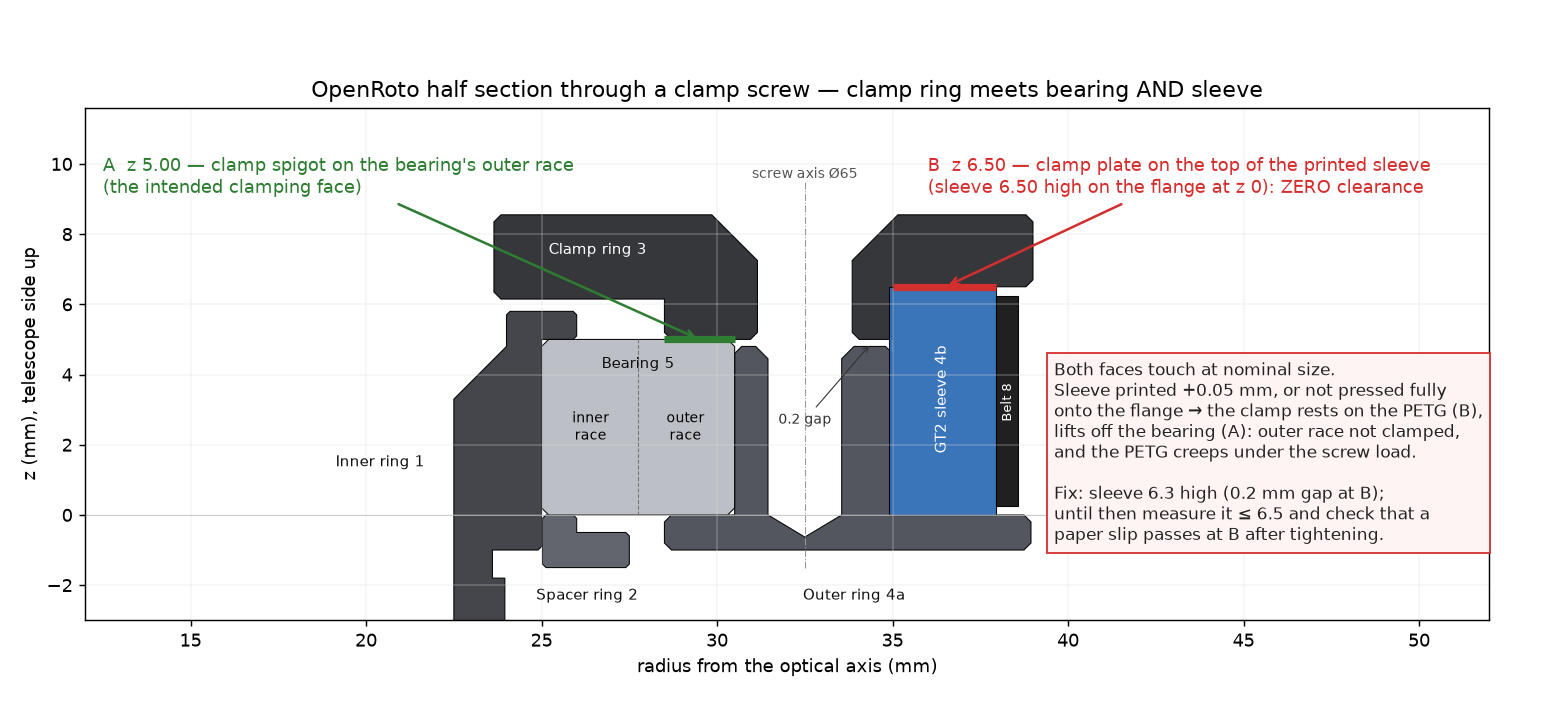 OpenRoto half section through a clamp screw — clamp ring meets bearing AND sleeve
A z 5.00 — clamp spigot on the bearing's outer race
(the intended clamping face)
screw axis Ø65
B z 6.50 — clamp plate on the top of the printed sleeve
(sleeve 6.50 high on the flange at z 0): ZERO clearance
Clamp ring 3
Bearing 5
inner
race
outer
race
0.2 gap
GT2 sleeve 4b
Belt 8
Inner ring 1
Spacer ring 2
Outer ring 4a
Both faces touch at nominal size.
Sleeve printed +0.05 mm, or not pressed fully
onto the flange → the clamp rests on the PETG (B),
lifts off the bearing (A): outer race not clamped,
and the PETG creeps under the screw load.
Fix: sleeve 6.3 high (0.2 mm gap at B);
until then measure it ≤ 6.5 and check that a
paper slip passes at B after tightening.
z (mm), telescope side up
10
8
6
4
2
0
−2
15
20
25
30
35
40
45
50
radius from the optical axis (mm)